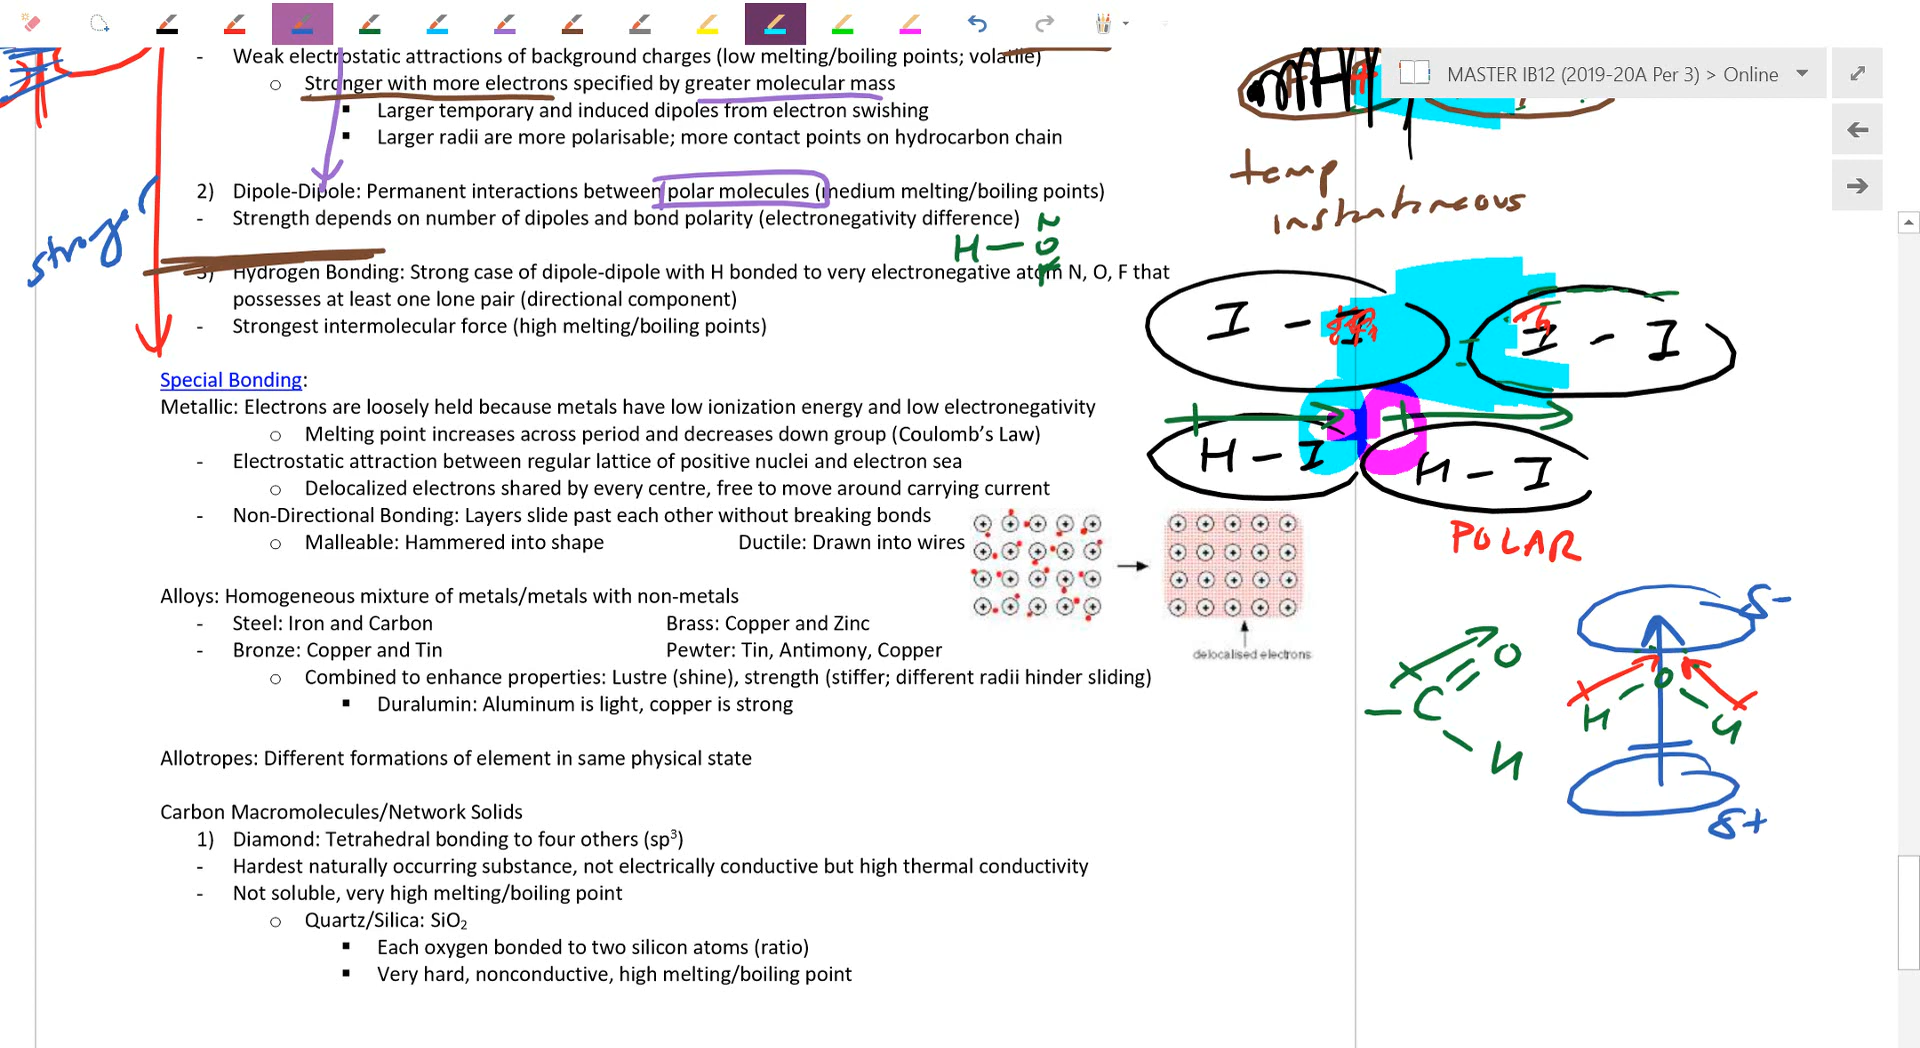 - Weak electrostatic attractions of background charges (low melting/boiling points; volatile)
o Stronger with more electrons specified by greater molecular mass
▪ Larger temporary and induced dipoles from electron swishing
▪ Larger radii are more polarisable; more contact points on hydrocarbon chain
MASTER IB12 (2019-20A Per 3) > Online
temp
instantaneous
2) Dipole-Dipole: Permanent interactions between polar molecules (medium melting/boiling points)
- Strength depends on number of dipoles and bond polarity (electronegativity difference)
stronger
H – N O F
3) Hydrogen Bonding: Strong case of dipole-dipole with H bonded to very electronegative atom N, O, F that
possesses at least one lone pair (directional component)
- Strongest intermolecular force (high melting/boiling points)
I – I I – I
H – I H – I
POLAR
Special Bonding:
Metallic: Electrons are loosely held because metals have low ionization energy and low electronegativity
o Melting point increases across period and decreases down group (Coulomb's Law)
- Electrostatic attraction between regular lattice of positive nuclei and electron sea
o Delocalized electrons shared by every centre, free to move around carrying current
- Non-Directional Bonding: Layers slide past each other without breaking bonds
o Malleable: Hammered into shape Ductile: Drawn into wires
delocalised electrons
Alloys: Homogeneous mixture of metals/metals with non-metals
- Steel: Iron and Carbon Brass: Copper and Zinc
- Bronze: Copper and Tin Pewter: Tin, Antimony, Copper
o Combined to enhance properties: Lustre (shine), strength (stiffer; different radii hinder sliding)
▪ Duralumin: Aluminum is light, copper is strong
O
C
H
δ-
O
H H
δ+
Allotropes: Different formations of element in same physical state
Carbon Macromolecules/Network Solids
1) Diamond: Tetrahedral bonding to four others (sp³)
- Hardest naturally occurring substance, not electrically conductive but high thermal conductivity
- Not soluble, very high melting/boiling point
o Quartz/Silica: SiO₂
▪ Each oxygen bonded to two silicon atoms (ratio)
▪ Very hard, nonconductive, high melting/boiling point